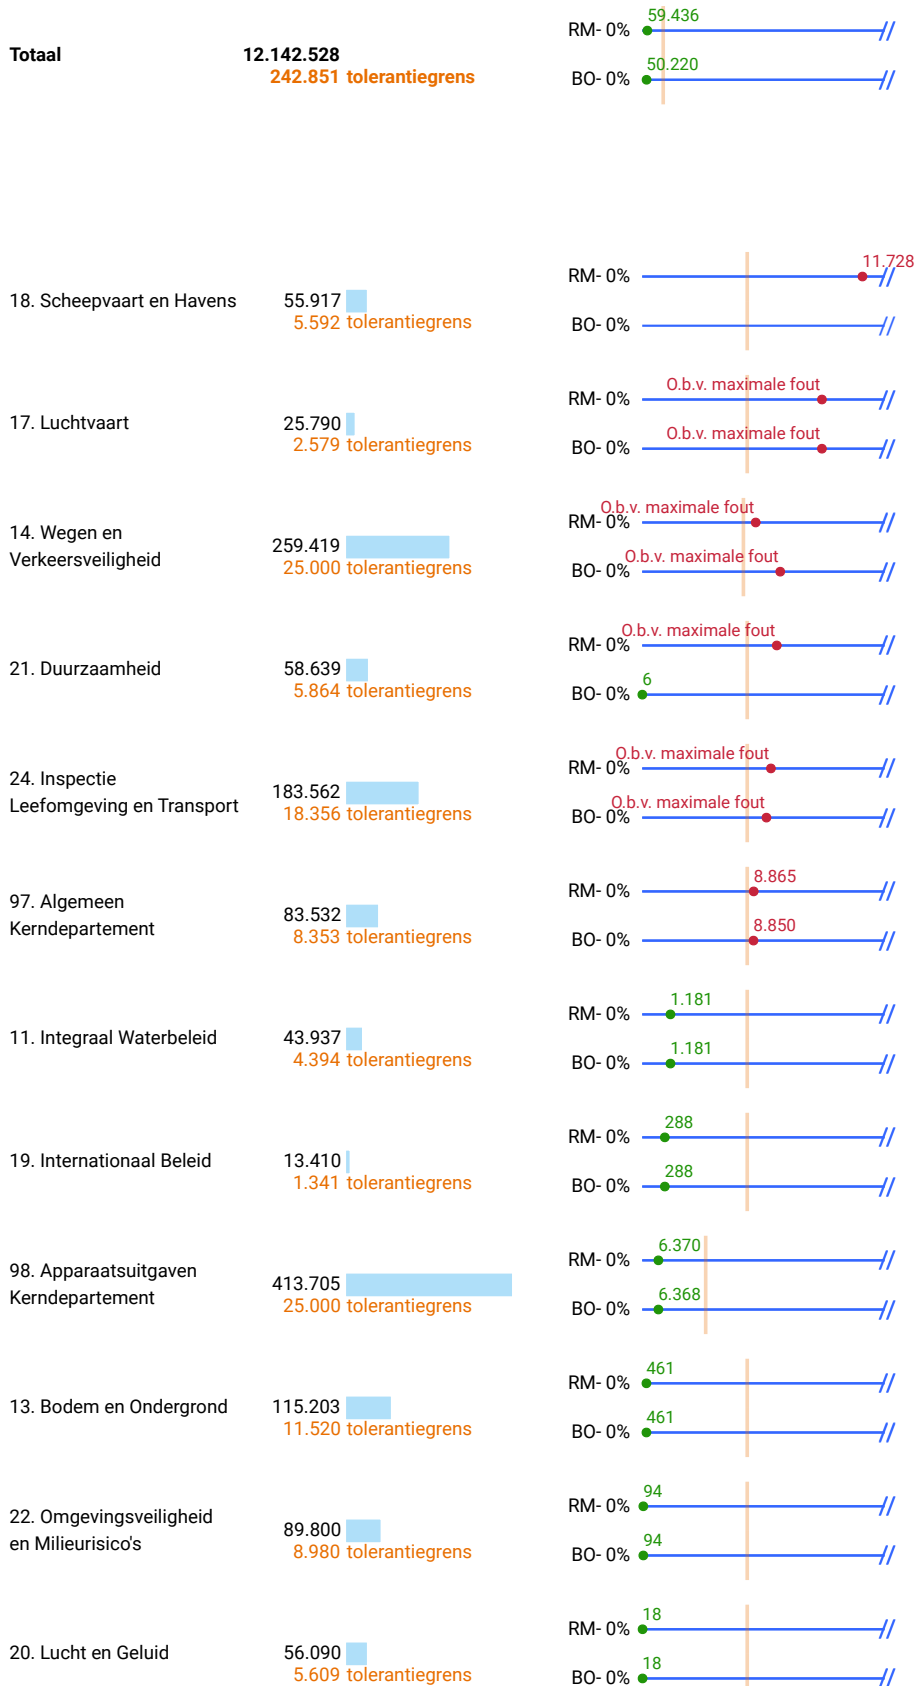 59.436
RM- 0%
Totaal 12.142.528
50.220
242.851 tolerantiegrens
BO- 0%
11.728
RM- 0%
18. Scheepvaart en Havens 55.917
5.592 tolerantiegrens
BO- 0%
O.b.v. maximale fout
RM- 0%
17. Luchtvaart 25.790
O.b.v. maximale fout
2.579 tolerantiegrens
BO- 0%
O.b.v. maximale fout
RM- 0%
14. Wegen en
Verkeersveiligheid
259.419
O.b.v. maximale fout
25.000 tolerantiegrens
BO- 0%
O.b.v. maximale fout
RM- 0%
21. Duurzaamheid 58.639
6
5.864 tolerantiegrens
BO- 0%
O.b.v. maximale fout
RM- 0%
24. Inspectie
Leefomgeving en Transport
183.562
O.b.v. maximale fout
18.356 tolerantiegrens
BO- 0%
8.865
RM- 0%
97. Algemeen
Kerndepartement
83.532
8.850
8.353 tolerantiegrens
BO- 0%
1.181
RM- 0%
11. Integraal Waterbeleid 43.937
1.181
4.394 tolerantiegrens
BO- 0%
288
RM- 0%
19. Internationaal Beleid 13.410
288
1.341 tolerantiegrens
BO- 0%
6.370
RM- 0%
98. Apparaatsuitgaven
Kerndepartement
413.705
6.368
25.000 tolerantiegrens
BO- 0%
461
RM- 0%
13. Bodem en Ondergrond 115.203
461
11.520 tolerantiegrens
BO- 0%
94
RM- 0%
22. Omgevingsveiligheid
en Milieurisico's
89.800
94
8.980 tolerantiegrens
BO- 0%
18
RM- 0%
20. Lucht en Geluid 56.090
18
5.609 tolerantiegrens
BO- 0%